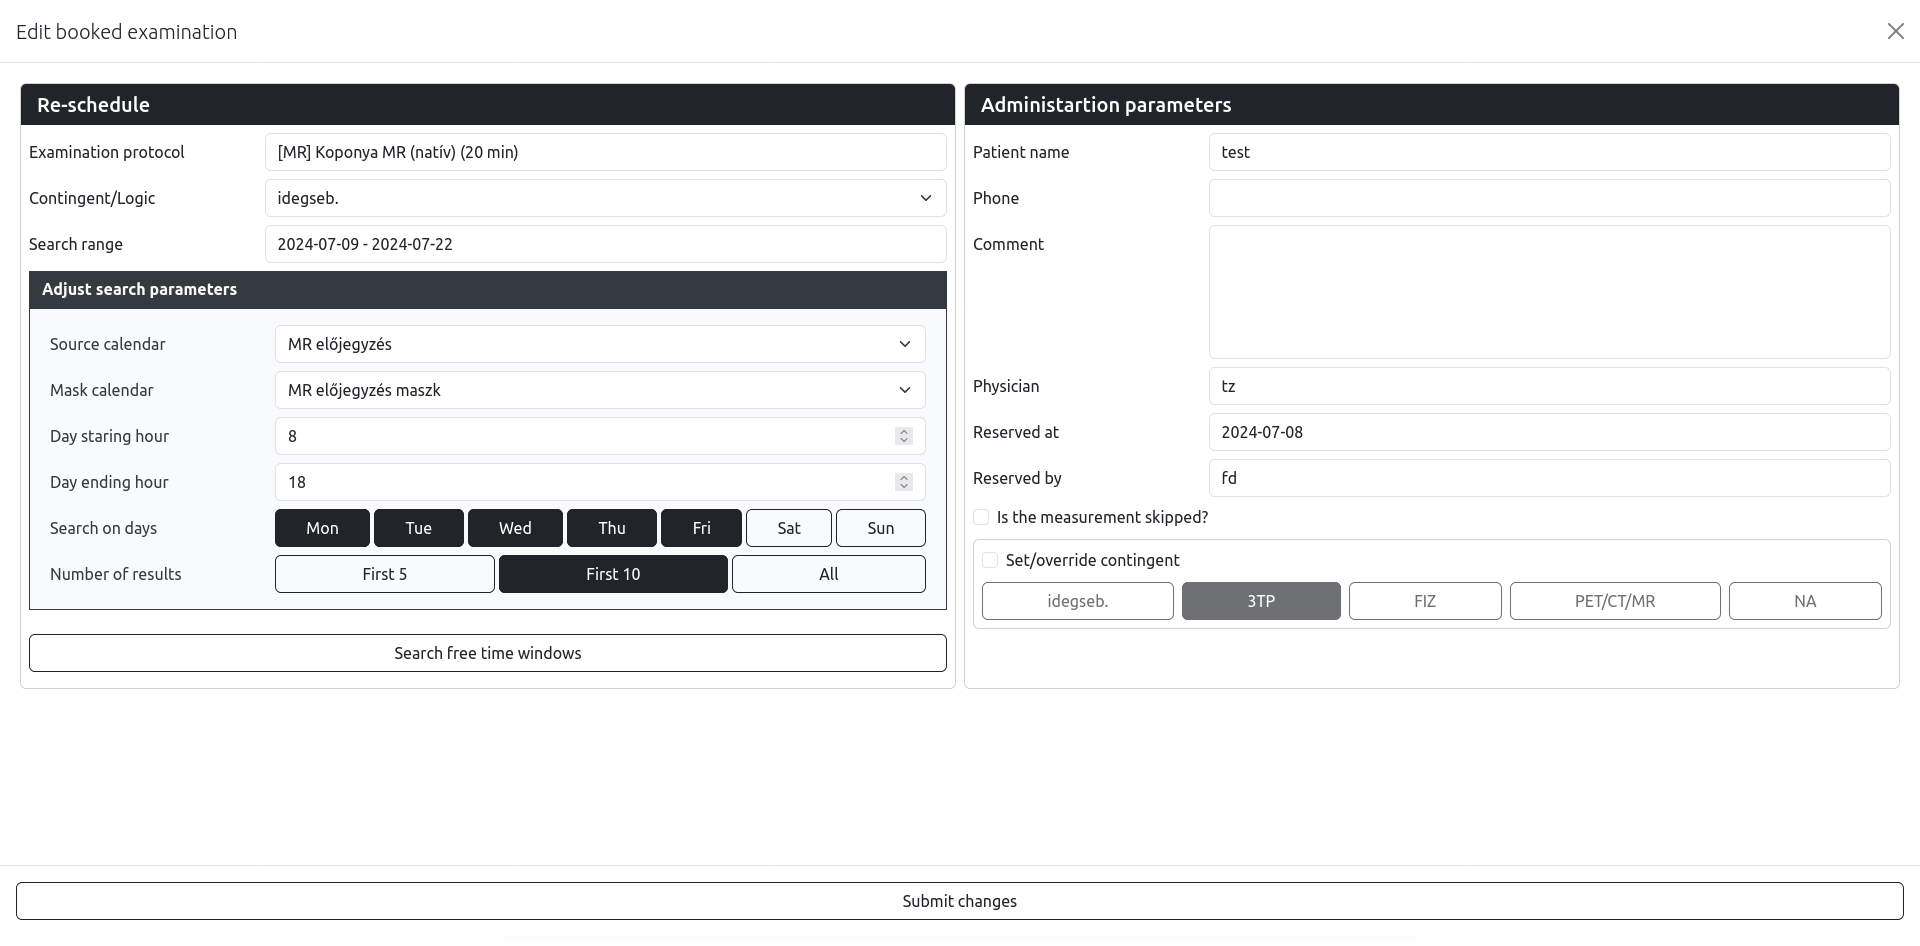 Edit booked examination
Re-schedule
Examination protocol
[MR] Koponya MR (natív) (20 min)
Contingent/Logic
idegseb.
Search range
2024-07-09 - 2024-07-22
Adjust search parameters
Source calendar
MR előjegyzés
Mask calendar
MR előjegyzés maszk
Day staring hour
8
Day ending hour
18
Search on days
Mon Tue Wed Thu Fri Sat Sun
Number of results
First 5 First 10 All
Search free time windows
Administartion parameters
Patient name
test
Phone
Comment
Physician
tz
Reserved at
2024-07-08
Reserved by
fd
Is the measurement skipped?
Set/override contingent
idegseb. 3TP FIZ PET/CT/MR NA
Submit changes